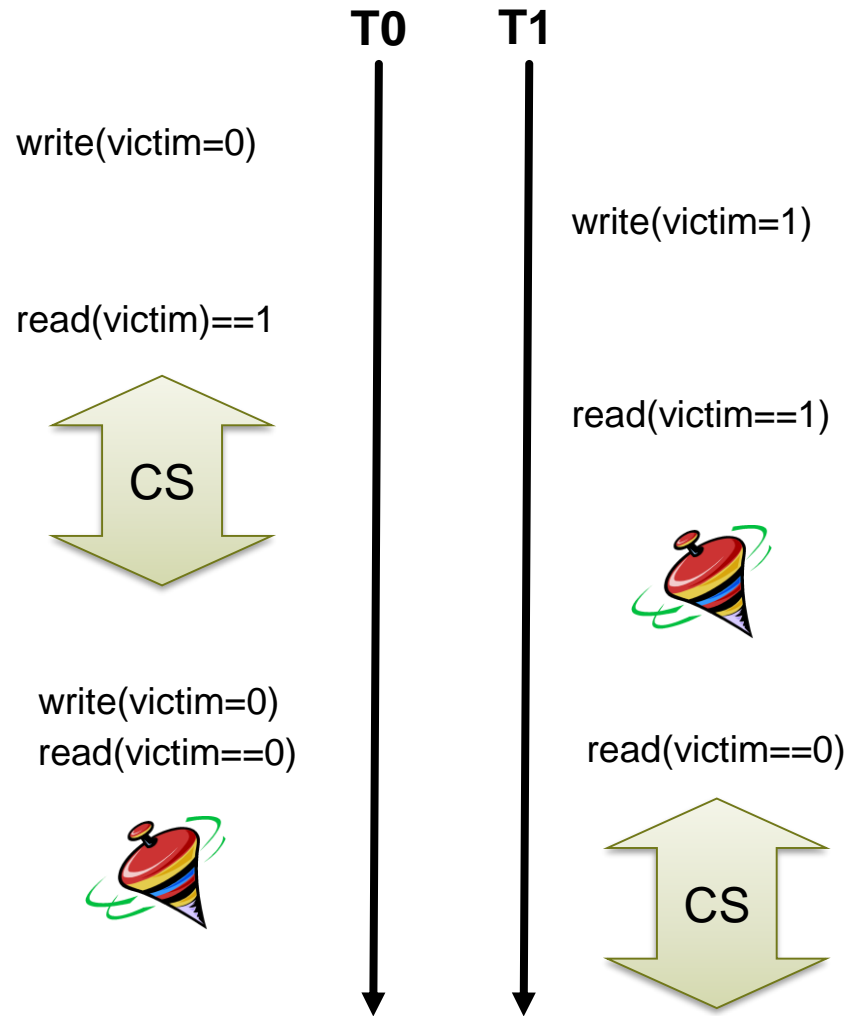 T0
T1
write(victim=0)
write(victim=1)
read(victim)==1
read(victim==1)
CS
write(victim=0)
read(victim==0)
read(victim==0)
CS